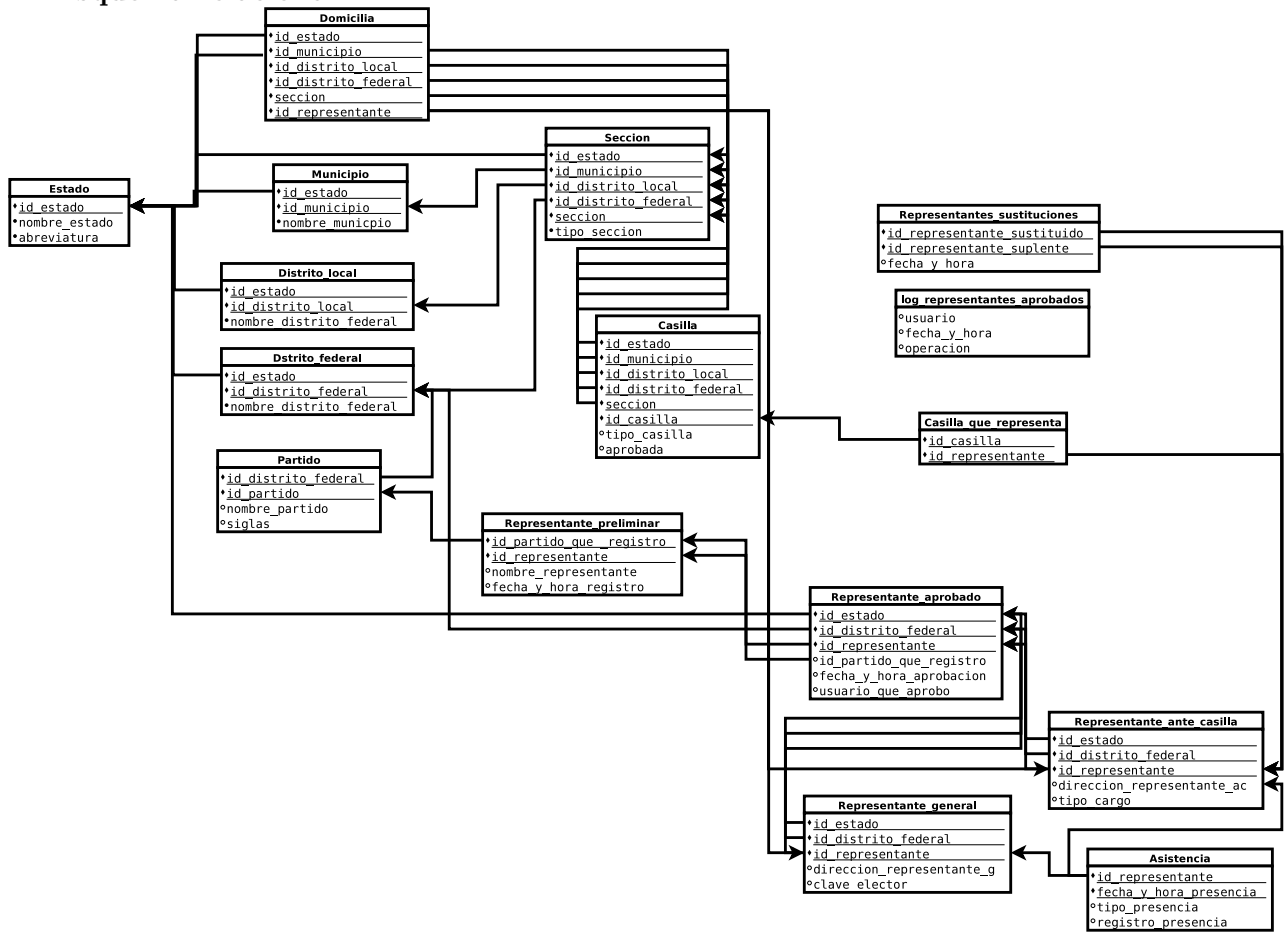 Domicilia
id_estado
id_municipio
id_distrito_local
id_distrito_federal
seccion
id_representante
Seccion
id_estado
id_municipio
id_distrito_local
id_distrito_federal
seccion
tipo_seccion
Municipio
id_estado
id_municipio
nombre_municpio
Estado
id_estado
nombre_estado
abreviatura
Representantes_sustituciones
id_representante_sustituido
id_representante_suplente
fecha_y_hora
Distrito_local
id_estado
id_distrito_local
nombre_distrito_federal
log_representantes_aprobados
usuario
fecha_y_hora
operacion
Casilla
id_estado
id_municipio
id_distrito_local
id_distrito_federal
seccion
id_casilla
tipo_casilla
aprobada
Dstrito_federal
id_estado
id_distrito_federal
nombre_distrito_federal
Casilla_que_representa
id_casilla
id_representante
Partido
id_distrito_federal
id_partido
nombre_partido
siglas
Representante_preliminar
id_partido_que _registro
id_representante
nombre_representante
fecha_y_hora_registro
Representante_aprobado
id_estado
id_distrito_federal
id_representante
id_partido_que_registro
fecha_y_hora_aprobacion
usuario_que_aprobo
Representante_ante_casilla
id_estado
id_distrito_federal
id_representante
direccion_representante_ac
tipo_cargo
Representante_general
id_estado
id_distrito_federal
id_representante
direccion_representante_g
clave_elector
Asistencia
id_representante
fecha_y_hora_presencia
tipo_presencia
registro_presencia